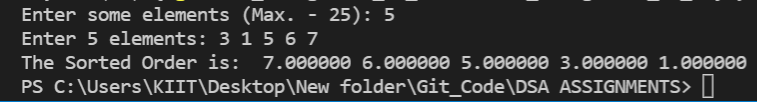 Enter some elements (Max. - 25): 5
Enter 5 elements: 3 1 5 6 7
The Sorted Order is:  7.000000 6.000000 5.000000 3.000000 1.000000
PS C:\Users\KIIT\Desktop\New folder\Git_Code\DSA ASSIGNMENTS>